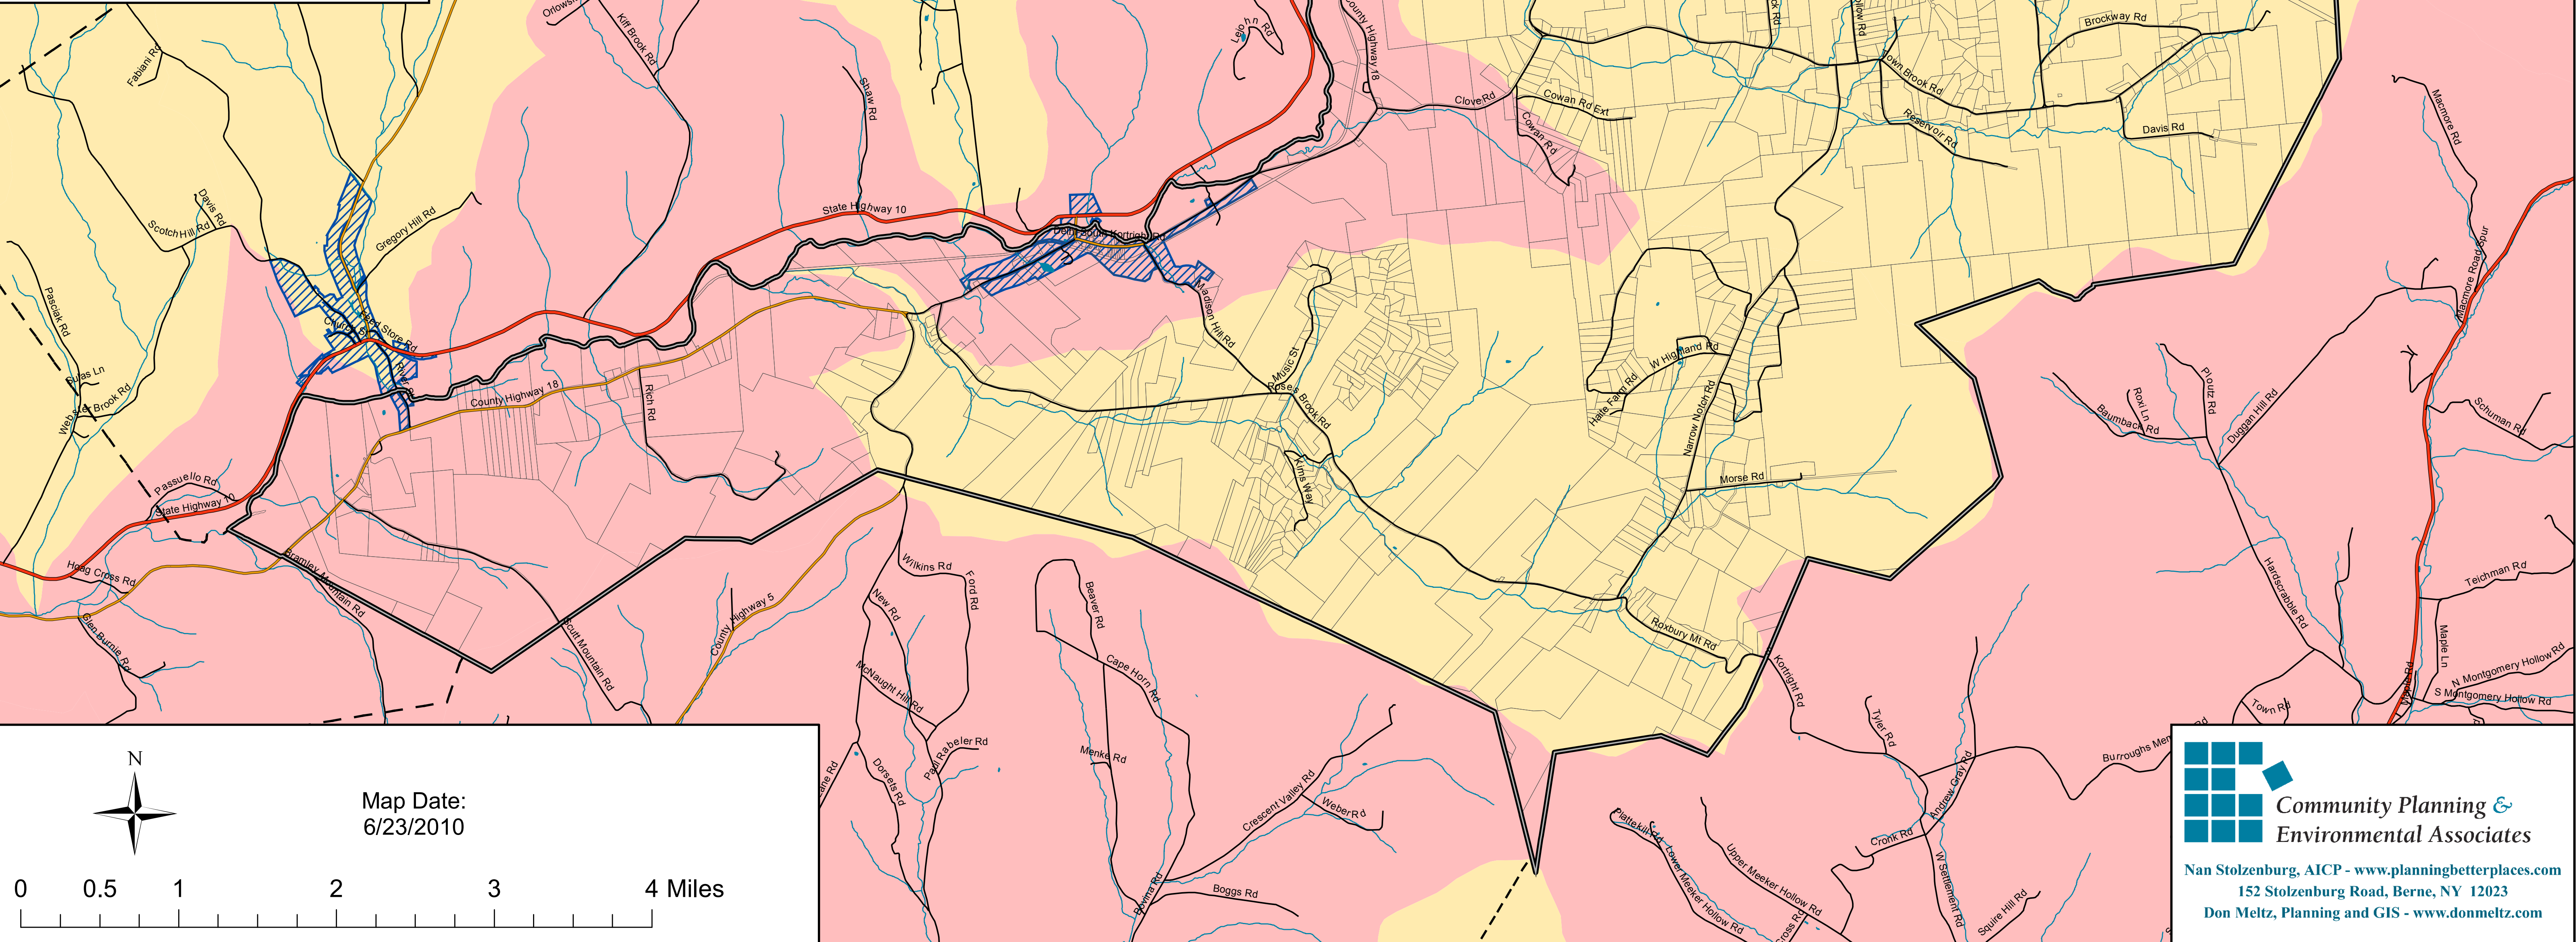 Fabiani Rd
Kiff Brook Rd
Shaw Rd
Lejohn Rd
County Highway 18
Clove Rd
Cowan Rd Ext
Cowan Rd
Brockway Rd
Town Brook Rd
Reservoir Rd
Davis Rd
Macmore Rd
Davis Rd
Scotch Hill Rd
Gregory Hill Rd
State Highway 10
Madison Hill Rd
Macmore Road Spur
Pasciak Rd
Webster Brook Rd
County Highway 18
Rich Rd
Music St
Roses Brook Rd
Kims Way
Haite Farm Rd
W Highland Rd
Narrow Notch Rd
Morse Rd
Baumback Rd
Roxi Ln
Ploutz Rd
Duggan Hill Rd
Schuman Rd
Passuello Rd
State Highway 10
Hoag Cross Rd
Bramley Mountain Rd
Glen Burnie Rd
Scutt Mountain Rd
County Highway 5
Wilkins Rd
Ford Rd
New Rd
McNaught Hill Rd
Paul Rabeler Rd
Dorsets Rd
Beaver Rd
Cape Horn Rd
Menke Rd
Crescent Valley Rd
Weber Rd
Bovina Rd
Boggs Rd
Roxbury Mt Rd
Kortright Rd
Tyler Rd
Andrew Gray Rd
Cronk Rd
W Settlement Rd
Squire Hill Rd
Plattekill Rd
Lower Meeker Hollow Rd
Upper Meeker Hollow Rd
Hardscrabble Rd
Teichman Rd
Maple Ln
N Montgomery Hollow Rd
S Montgomery Hollow Rd
Town Rd
N
Map Date:
6/23/2010
0 0.5 1 2 3 4 Miles
Community Planning &
Environmental Associates
Nan Stolzenburg, AICP - www.planningbetterplaces.com
152 Stolzenburg Road, Berne, NY 12023
Don Meltz, Planning and GIS - www.donmeltz.com